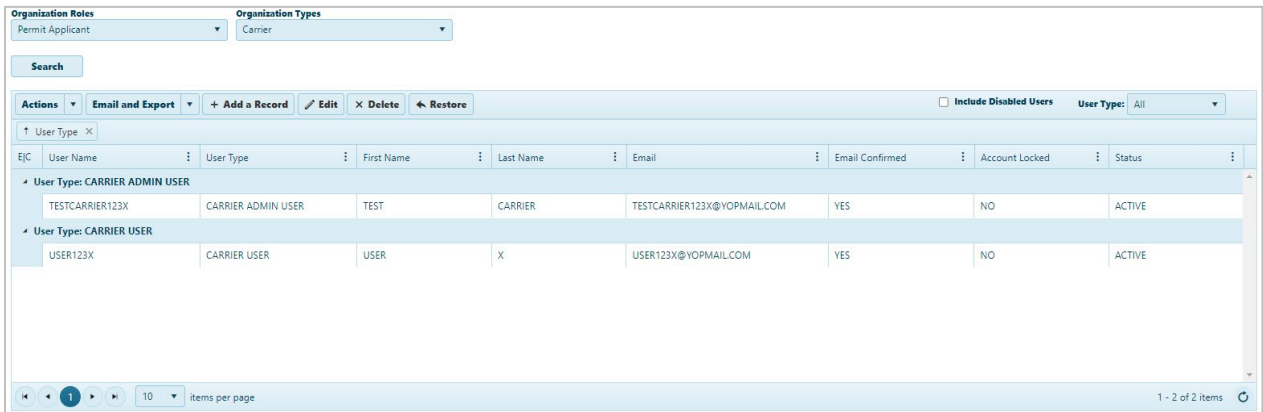 Organization Roles Organization Types
Permit Applicant Carrier
Search
Actions Email and Export + Add a Record Edit × Delete Restore Include Disabled Users User Type: All
↑ User Type ×
E|C User Name User Type First Name Last Name Email Email Confirmed Account Locked Status
User Type: CARRIER ADMIN USER
TESTCARRIER123X CARRIER ADMIN USER TEST CARRIER TESTCARRIER123X@YOPMAIL.COM YES NO ACTIVE
User Type: CARRIER USER
USER123X CARRIER USER USER X USER123X@YOPMAIL.COM YES NO ACTIVE
1 10 items per page 1 - 2 of 2 items